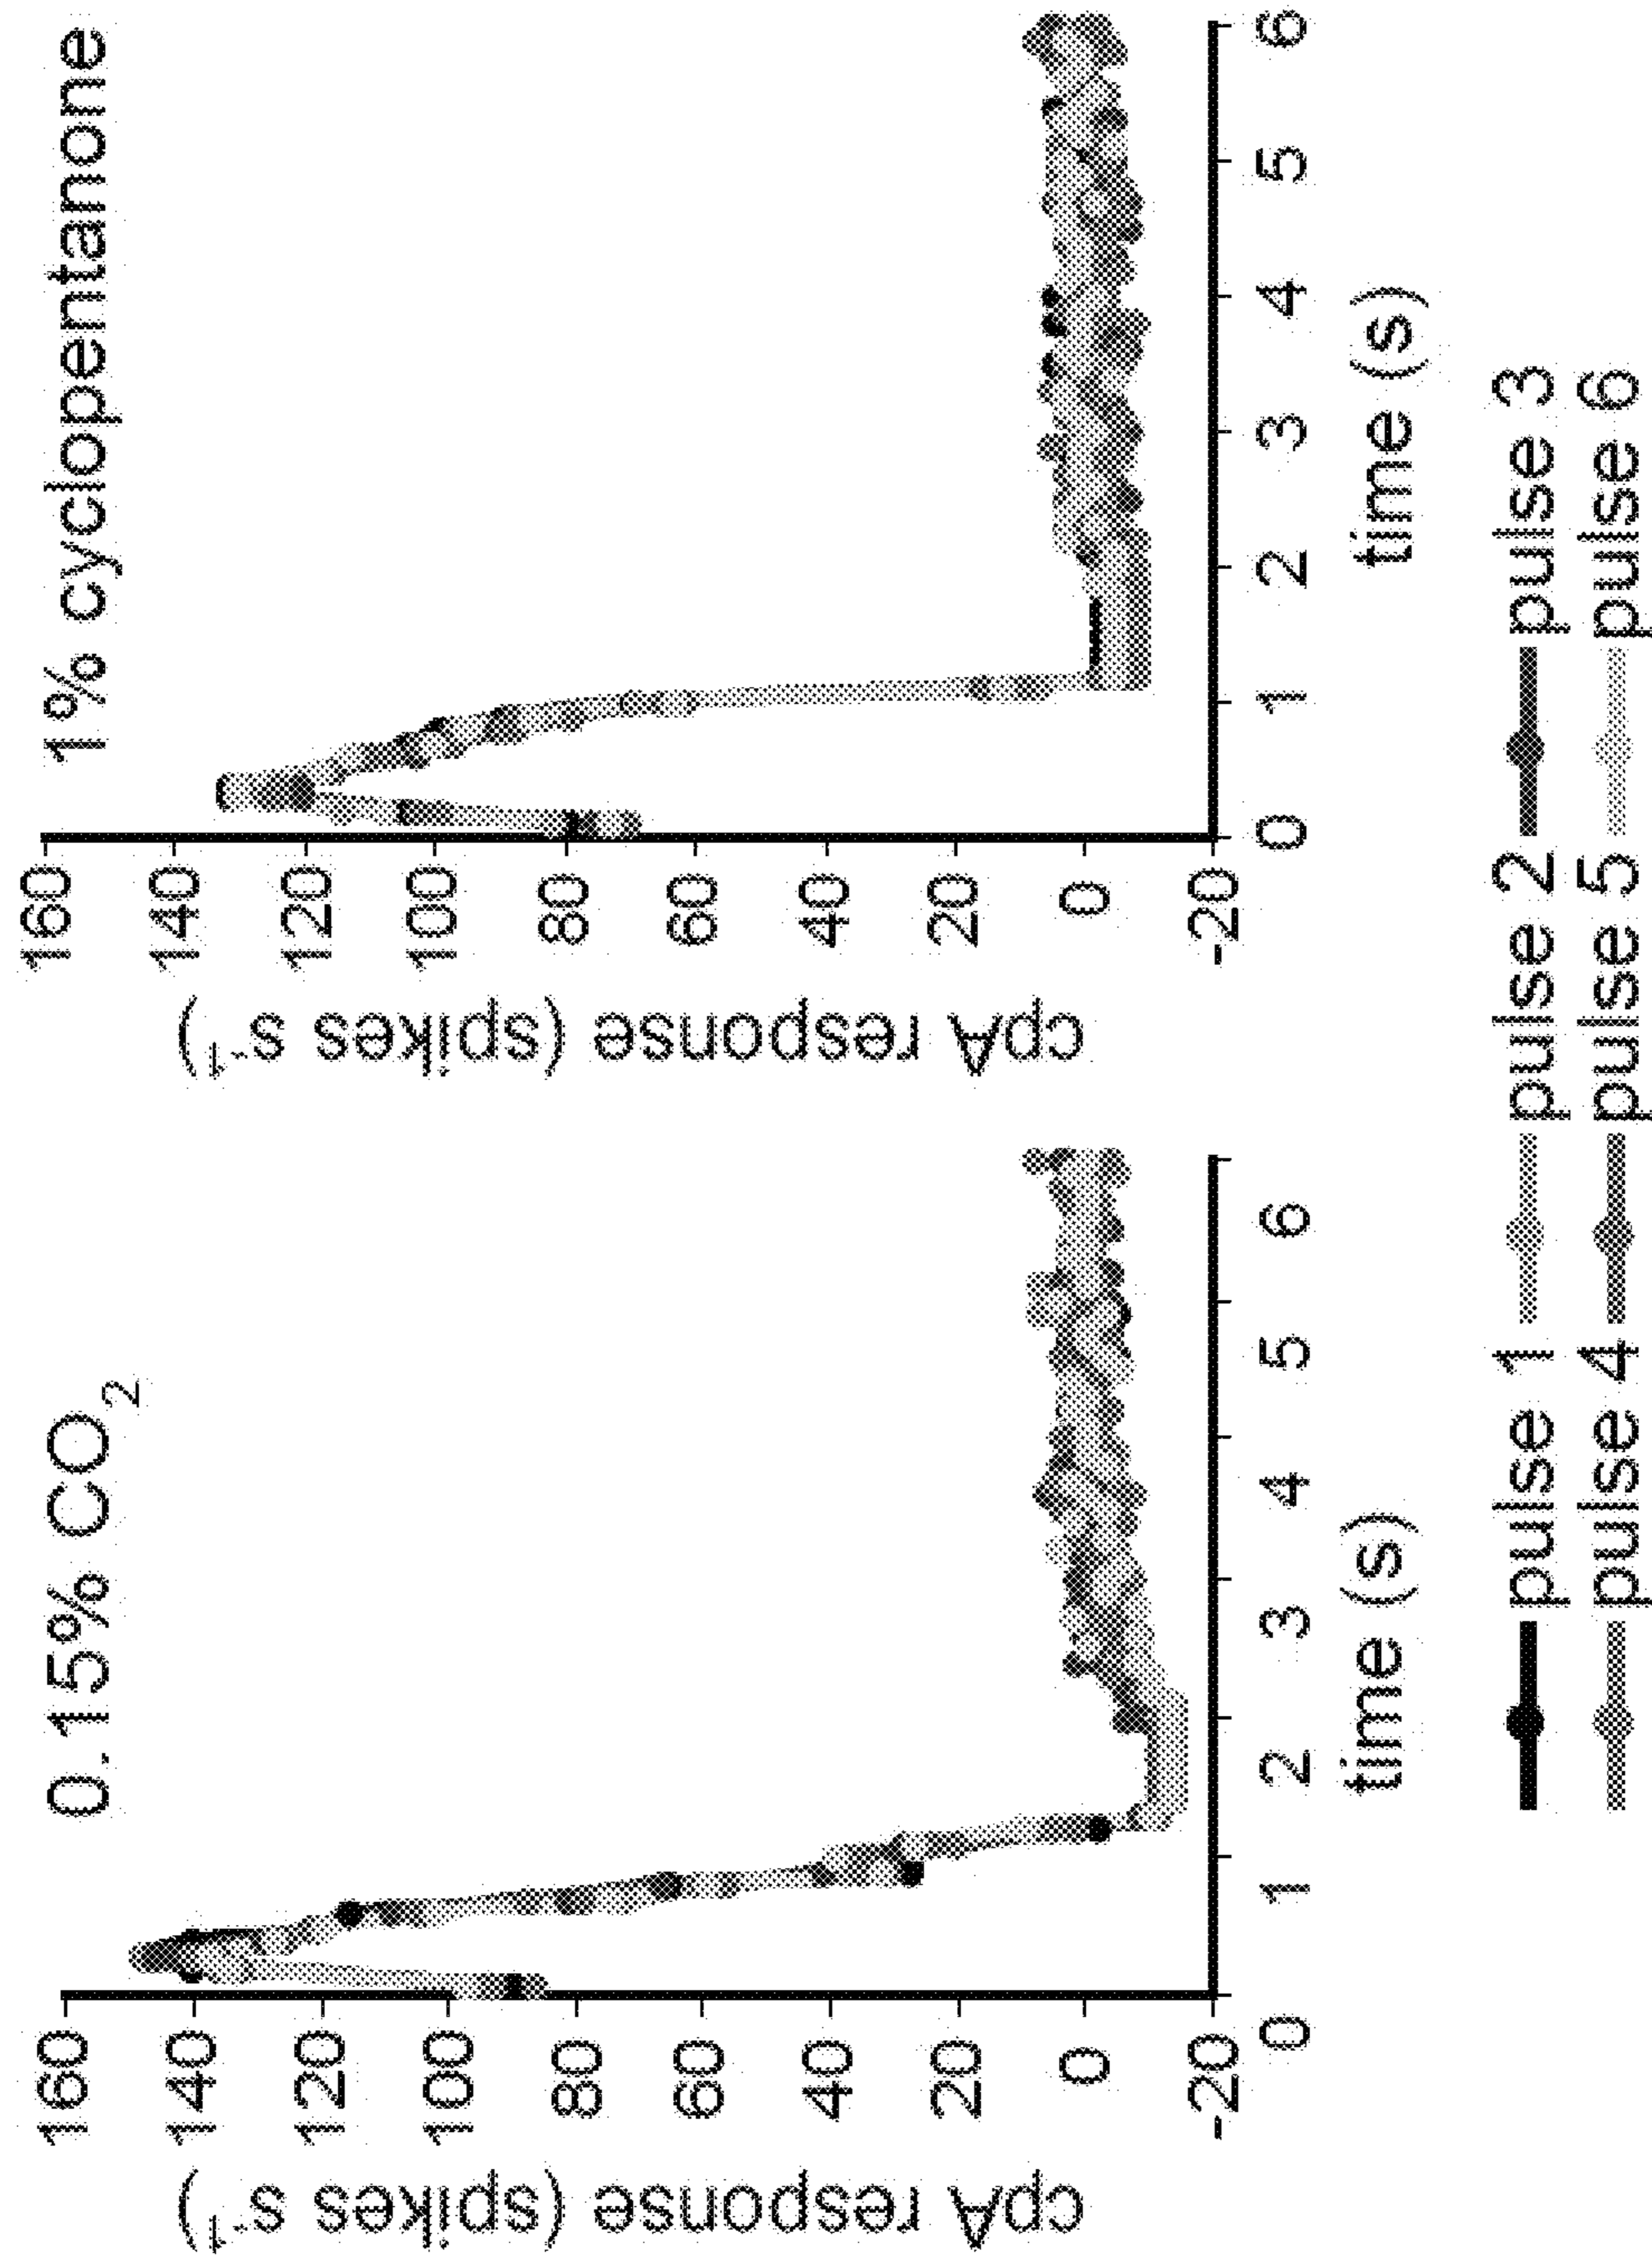 0.15% CO2
cpA response (spikes s-1)
160
140
120
100
80
60
40
20
0
-20
0 1 2 3 4 5 6
time (s)
1% cyclopentanone
cpA response (spikes s-1)
160
140
120
100
80
60
40
20
0
-20
0 1 2 3 4 5 6
time (s)
pulse 1 pulse 2 pulse 3
pulse 4 pulse 5 pulse 6